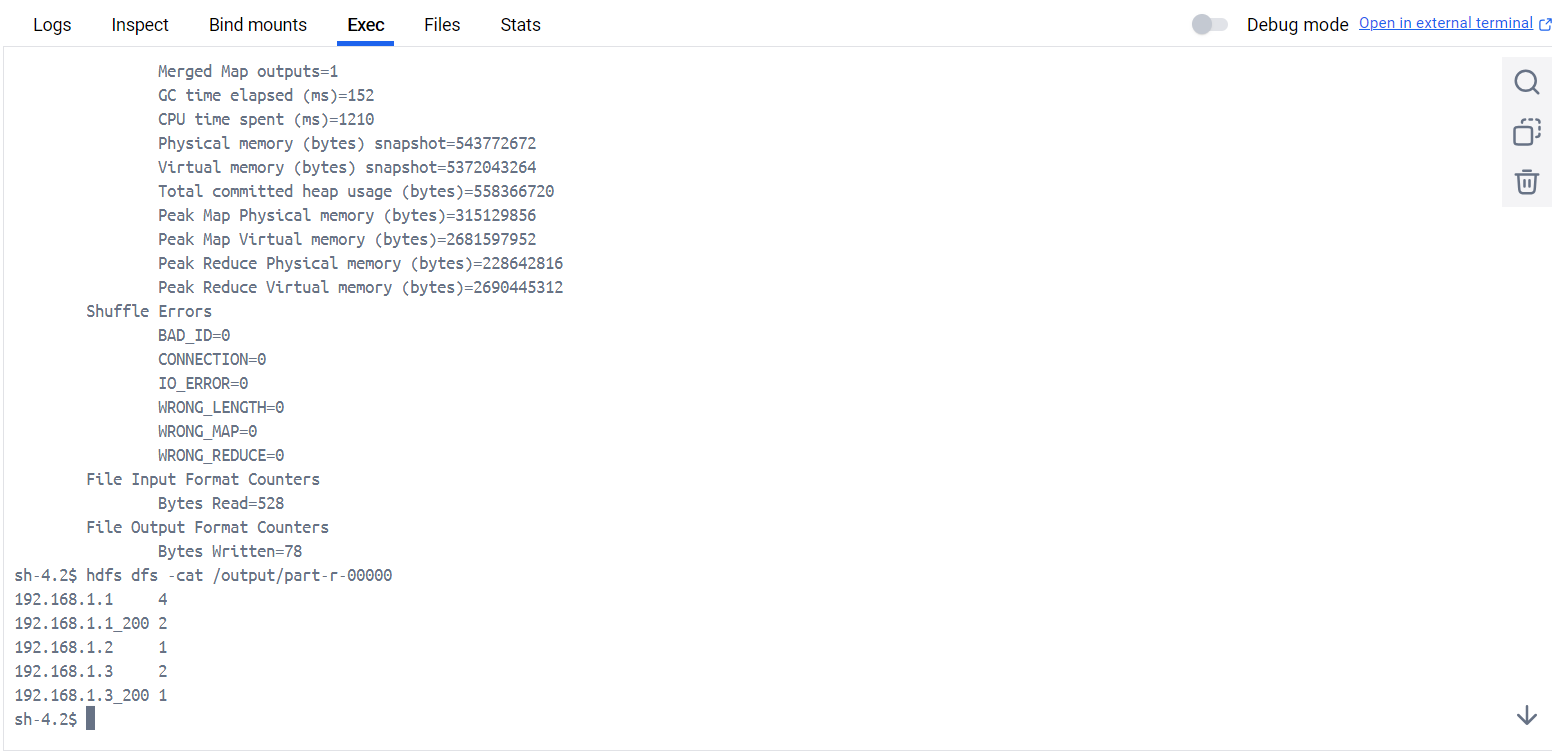 Logs Inspect Bind mounts Exec Files Stats Debug mode Open in external terminal
Merged Map outputs=1
GC time elapsed (ms)=152
CPU time spent (ms)=1210
Physical memory (bytes) snapshot=543772672
Virtual memory (bytes) snapshot=5372043264
Total committed heap usage (bytes)=558366720
Peak Map Physical memory (bytes)=315129856
Peak Map Virtual memory (bytes)=2681597952
Peak Reduce Physical memory (bytes)=228642816
Peak Reduce Virtual memory (bytes)=2690445312
Shuffle Errors
BAD_ID=0
CONNECTION=0
IO_ERROR=0
WRONG_LENGTH=0
WRONG_MAP=0
WRONG_REDUCE=0
File Input Format Counters
Bytes Read=528
File Output Format Counters
Bytes Written=78
sh-4.2$ hdfs dfs -cat /output/part-r-00000
192.168.1.1 4
192.168.1.1_200 2
192.168.1.2 1
192.168.1.3 2
192.168.1.3_200 1
sh-4.2$